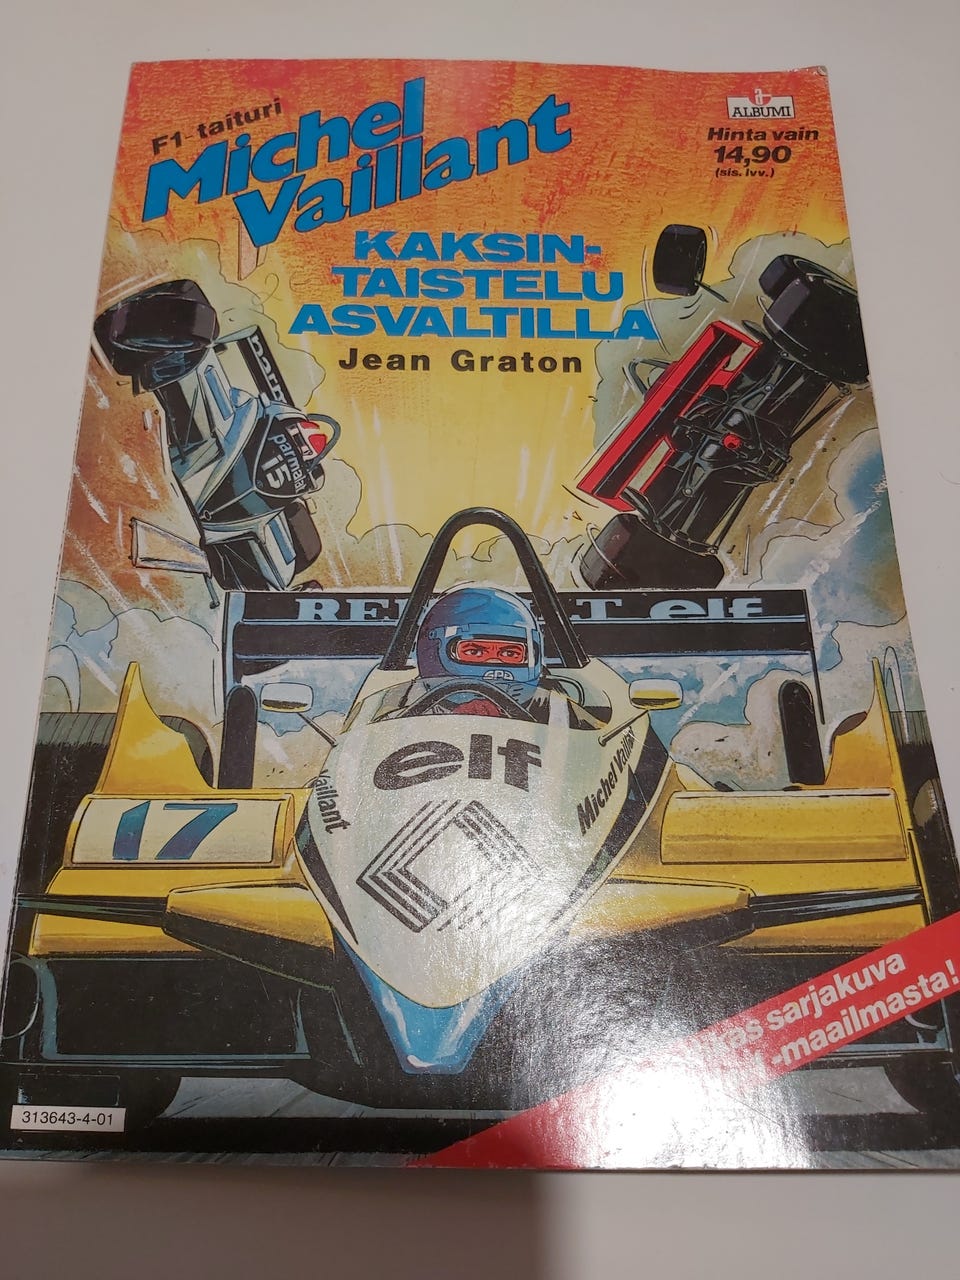 F1-taituri
Michel
Vaillant
a
ALBUMI
Hinta vain
14,90
(sis. lvv.)
KAKSIN-
TAISTELU
ASVALTILLA
Jean Graton
parmalat
15
elf
SPA
elf
Vaillant
Michel Vaillant
17
sarjakuva
-maailmasta!
313643-4-01